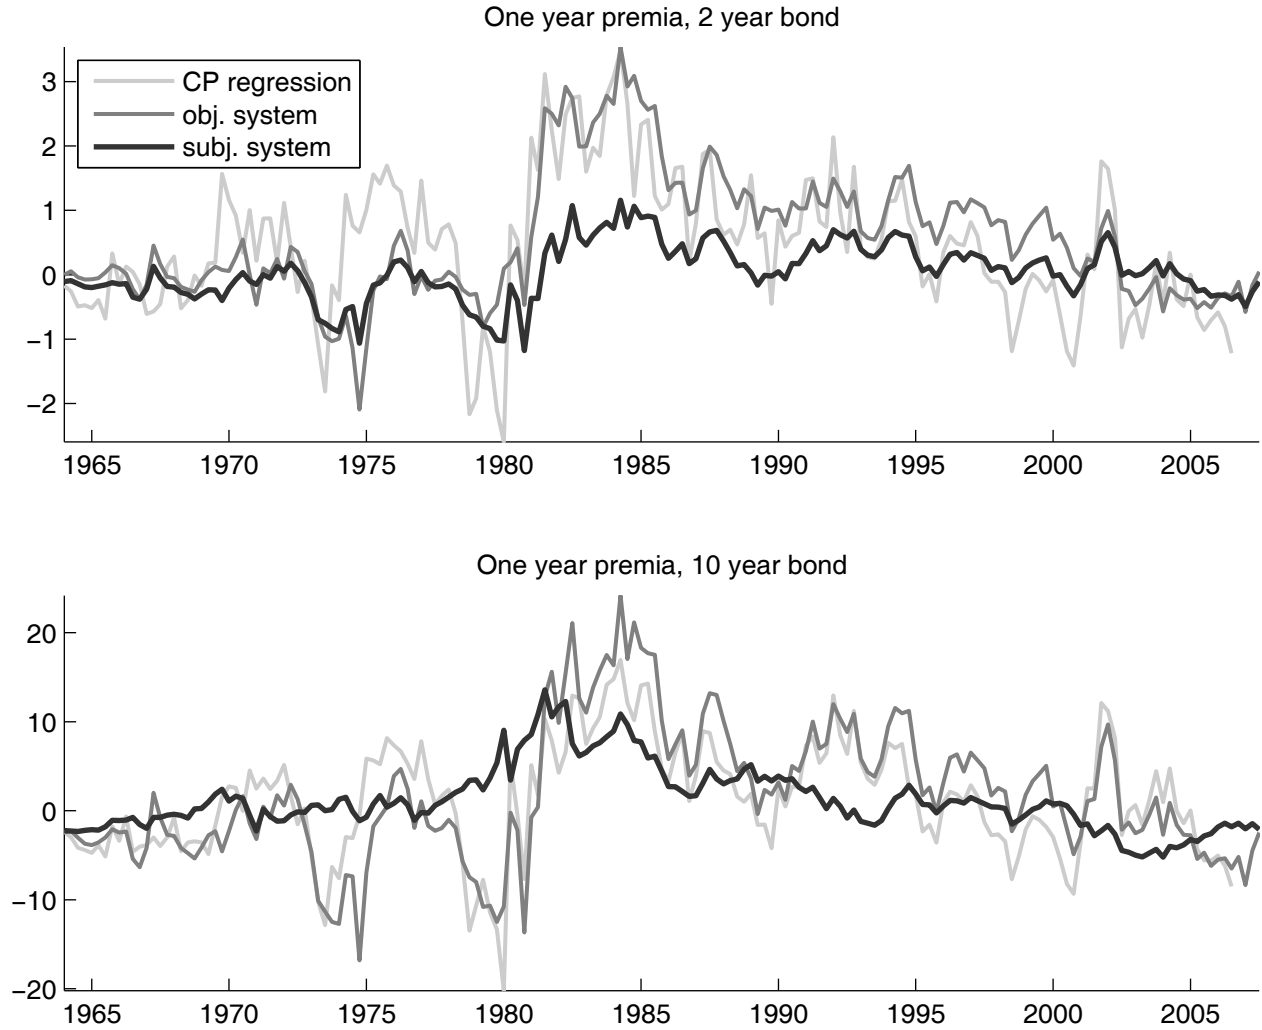 One year premia, 2 year bond
CP regression
obj. system
subj. system
3
2
1
0
−1
−2
1965 1970 1975 1980 1985 1990 1995 2000 2005
One year premia, 10 year bond
20
10
0
−10
−20
1965 1970 1975 1980 1985 1990 1995 2000 2005